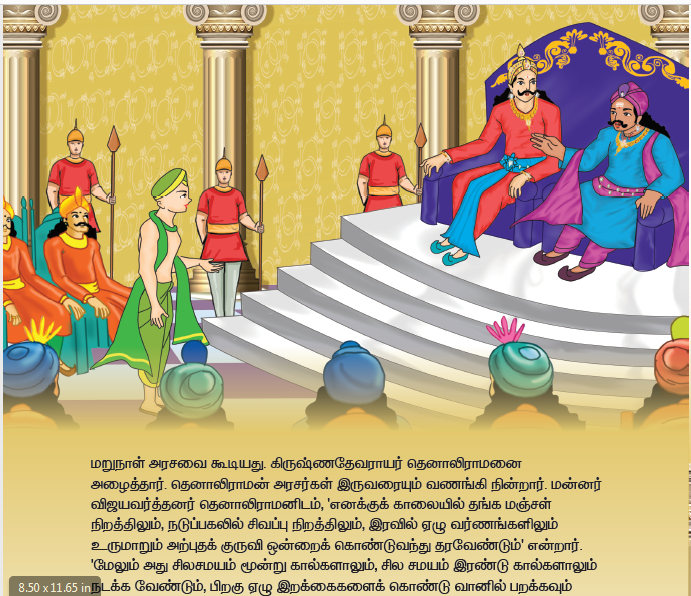 மறுநாள் அரசவை கூடியது. கிருஷ்ணதேவராயர் தெனாலிராமனை
அழைத்தார். தெனாலிராமன் அரசர்கள் இருவரையும் வணங்கி நின்றார். மன்னர்
விஜயவர்த்தனர் தெனாலிராமனிடம், 'எனக்குக் காலையில் தங்க மஞ்சள்
நிறத்திலும், நடுப்பகலில் சிவப்பு நிறத்திலும், இரவில் ஏழு வர்ணங்களிலும்
உருமாறும் அற்புதக் குருவி ஒன்றைக் கொண்டுவந்து தரவேண்டும்' என்றார்.
'மேலும் அது சிலசமயம் மூன்று கால்களாலும், சில சமயம் இரண்டு கால்களாலும்
நடக்க வேண்டும், பிறகு ஏழு இறக்கைகளைக் கொண்டு வானில் பறக்கவும்
8.50 x 11.65 in